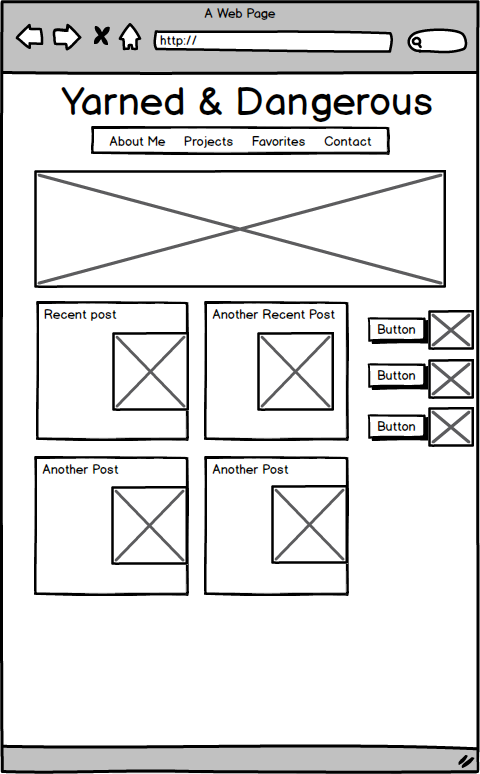 A Web Page
http://
Yarned & Dangerous
About Me Projects Favorites Contact
Recent post
Another Recent Post
Button
Button
Button
Another Post
Another Post